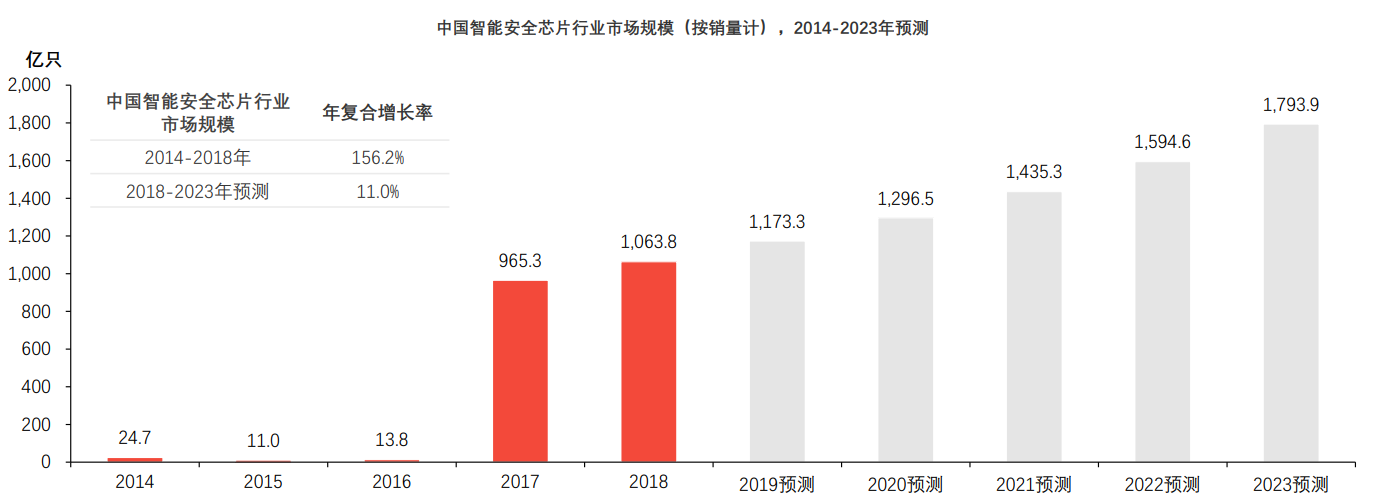 中国智能安全芯片行业市场规模（按销量计），2014-2023年预测
亿只
2,000
1,800
1,600
1,400
1,200
1,000
800
600
400
200
0
中国智能安全芯片行业
市场规模
年复合增长率
2014-2018年 156.2%
2018-2023年预测 11.0%
24.7
11.0
13.8
965.3
1,063.8
1,173.3
1,296.5
1,435.3
1,594.6
1,793.9
2014
2015
2016
2017
2018
2019预测
2020预测
2021预测
2022预测
2023预测